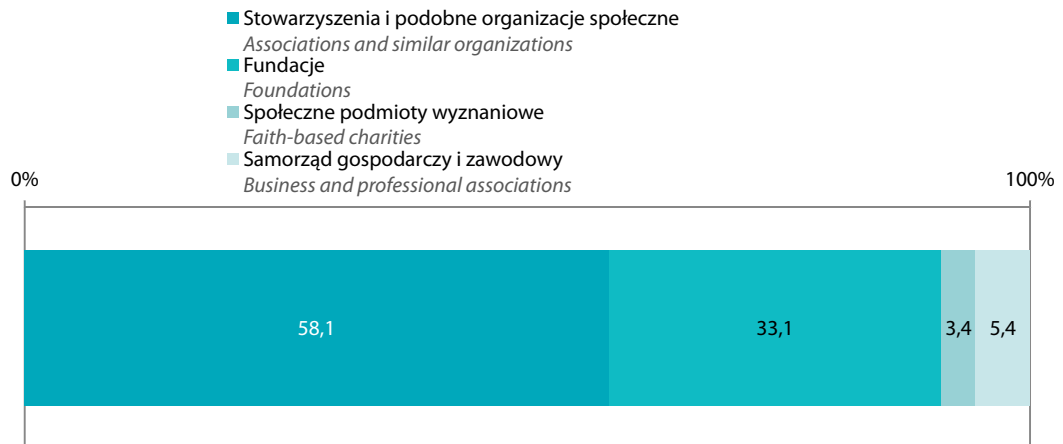 Stowarzyszenia i podobne organizacje społeczne
Associations and similar organizations
Fundacje
Foundations
Społeczne podmioty wyznaniowe
Faith-based charities
Samorząd gospodarczy i zawodowy
Business and professional associations
0% 100%
58,1 33,1 3,4 5,4